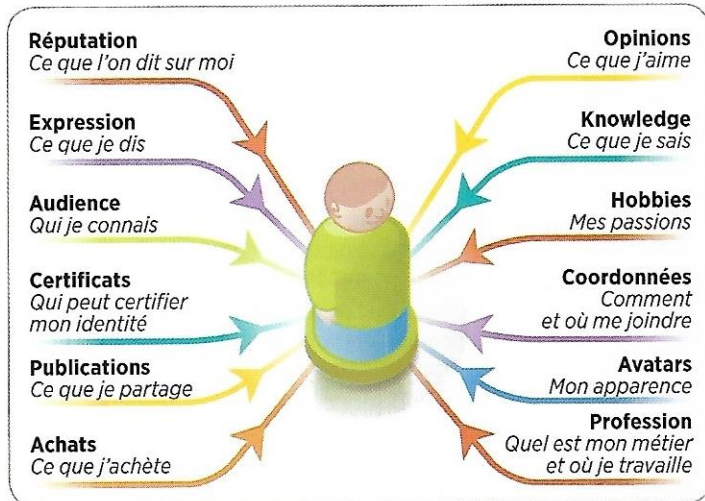 Réputation
Ce que l'on dit sur moi
Expression
Ce que je dis
Audience
Qui je connais
Certificats
Qui peut certifier
mon identité
Publications
Ce que je partage
Achats
Ce que j'achète
Opinions
Ce que j'aime
Knowledge
Ce que je sais
Hobbies
Mes passions
Coordonnées
Comment
et où me joindre
Avatars
Mon apparence
Profession
Quel est mon métier
et où je travaille